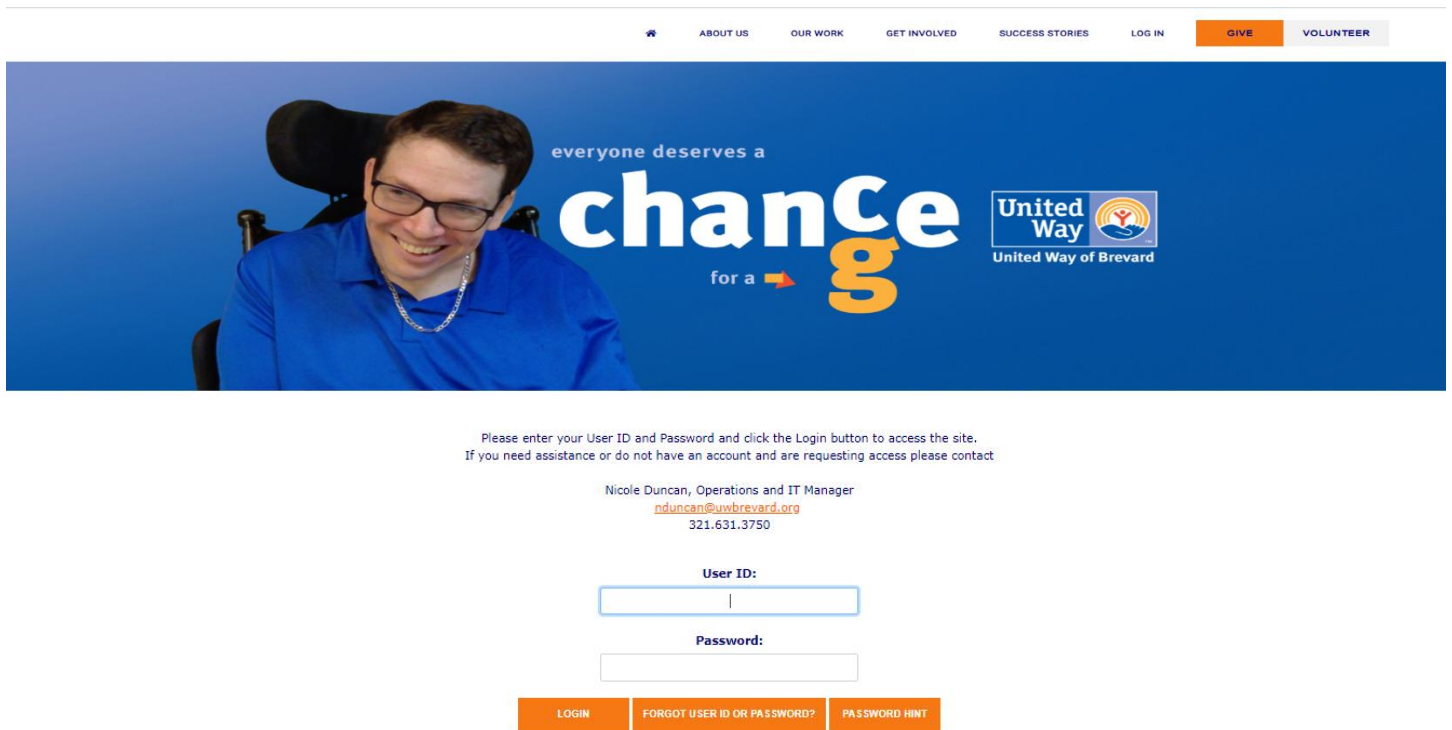 ABOUT US OUR WORK GET INVOLVED SUCCESS STORIES LOG IN GIVE VOLUNTEER
everyone deserves a
chance
g
for a
United
Way
United Way of Brevard
Please enter your User ID and Password and click the Login button to access the site.
If you need assistance or do not have an account and are requesting access please contact
Nicole Duncan, Operations and IT Manager
nduncan@uwbrevard.org
321.631.3750
User ID:
Password:
LOGIN FORGOT USER ID OR PASSWORD? PASSWORD HINT